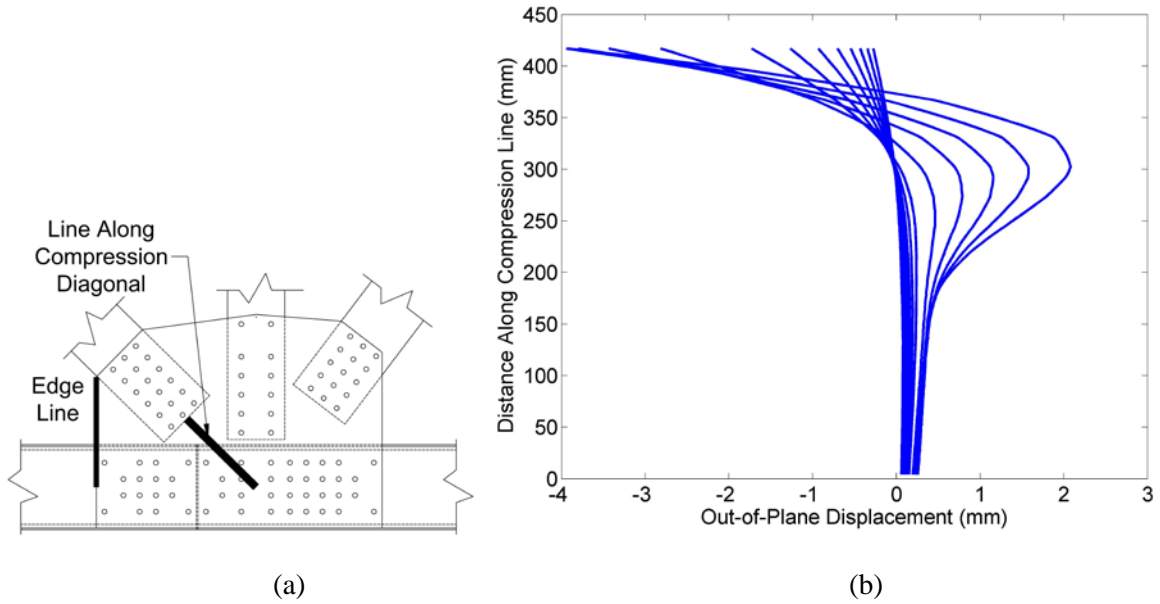 Line Along
Compression
Diagonal
Edge
Line
(a)
Distance Along Compression Line (mm)
450
400
350
300
250
200
150
100
50
0
-4
-3
-2
-1
0
1
2
3
Out-of-Plane Displacement (mm)
(b)